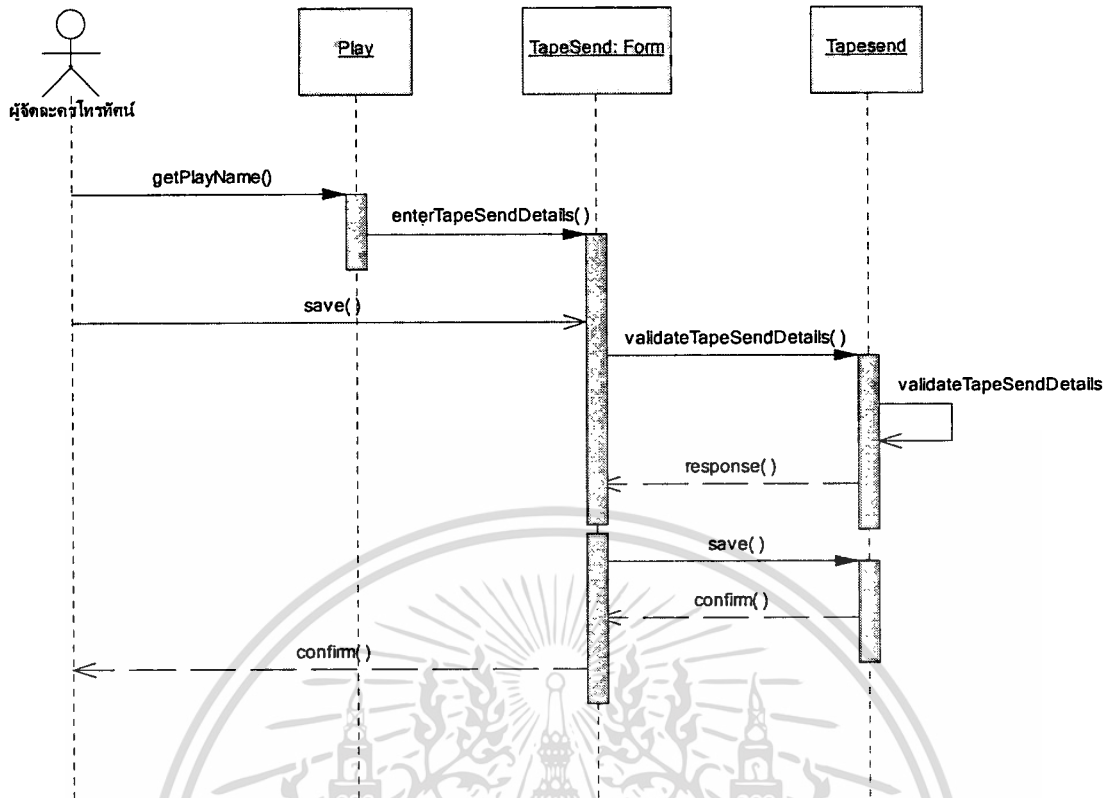 Play
TapeSend: Form
Tapesend
ผู้จัดละครโทรทัศน์
getPlayName()
enterTapeSendDetails()
save()
validateTapeSendDetails()
validateTapeSendDetails
response()
save()
confirm()
confirm()